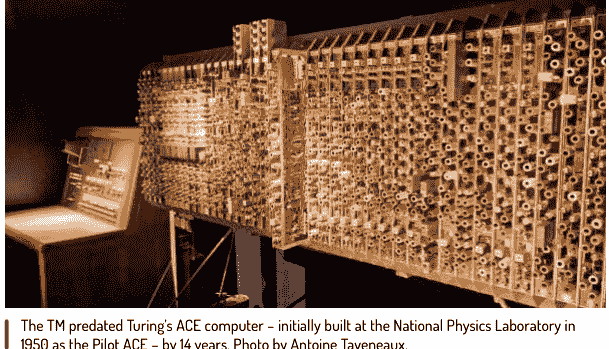 The TM predated Turing's ACE computer – initially built at the National Physics Laboratory in
1950 as the Pilot ACE – by 14 years. Photo by Antoine Taveneaux.